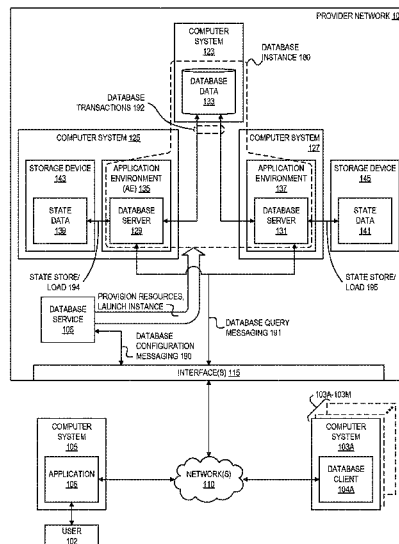 PROVIDER NETWORK
COMPUTER SYSTEM
123
DATABASE INSTANCE
DATABASE DATA
133
DATABASE TRANSACTIONS 192
COMPUTER SYSTEM 125
COMPUTER SYSTEM
127
STORAGE DEVICE
143
APPLICATION ENVIRONMENT (AE) 135
APPLICATION ENVIRONMENT
137
STORAGE DEVICE
145
STATE DATA
139
DATABASE SERVER
129
DATABASE SERVER
131
STATE DATA
141
STATE STORE/ LOAD 194
STATE STORE/ LOAD 195
PROVISION RESOURCES, LAUNCH INSTANCE
DATABASE SERVICE
105
DATABASE QUERY MESSAGING 191
DATABASE CONFIGURATION MESSAGING 190
INTERFACE(S) 115
103A-103M
COMPUTER SYSTEM
105
APPLICATION
106
NETWORK(S)
110
COMPUTER SYSTEM
103A
DATABASE CLIENT
104A
USER
102